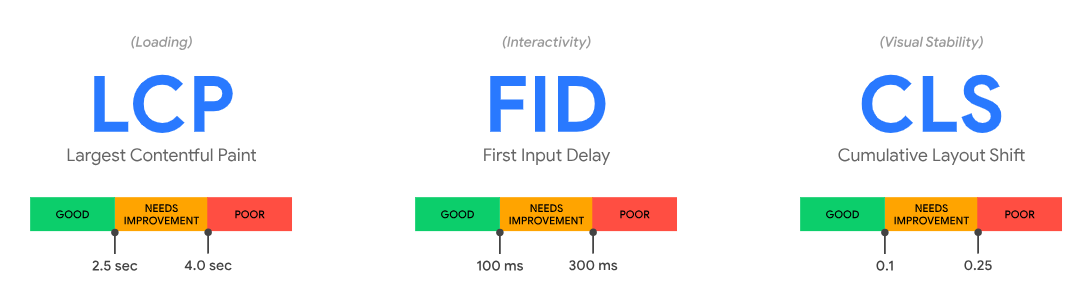 (Loading)
LCP
Largest Contentful Paint
GOOD
NEEDS
IMPROVEMENT
POOR
2.5 sec
4.0 sec
(Interactivity)
FID
First Input Delay
GOOD
NEEDS
IMPROVEMENT
POOR
100 ms
300 ms
(Visual Stability)
CLS
Cumulative Layout Shift
GOOD
NEEDS
IMPROVEMENT
POOR
0.1
0.25